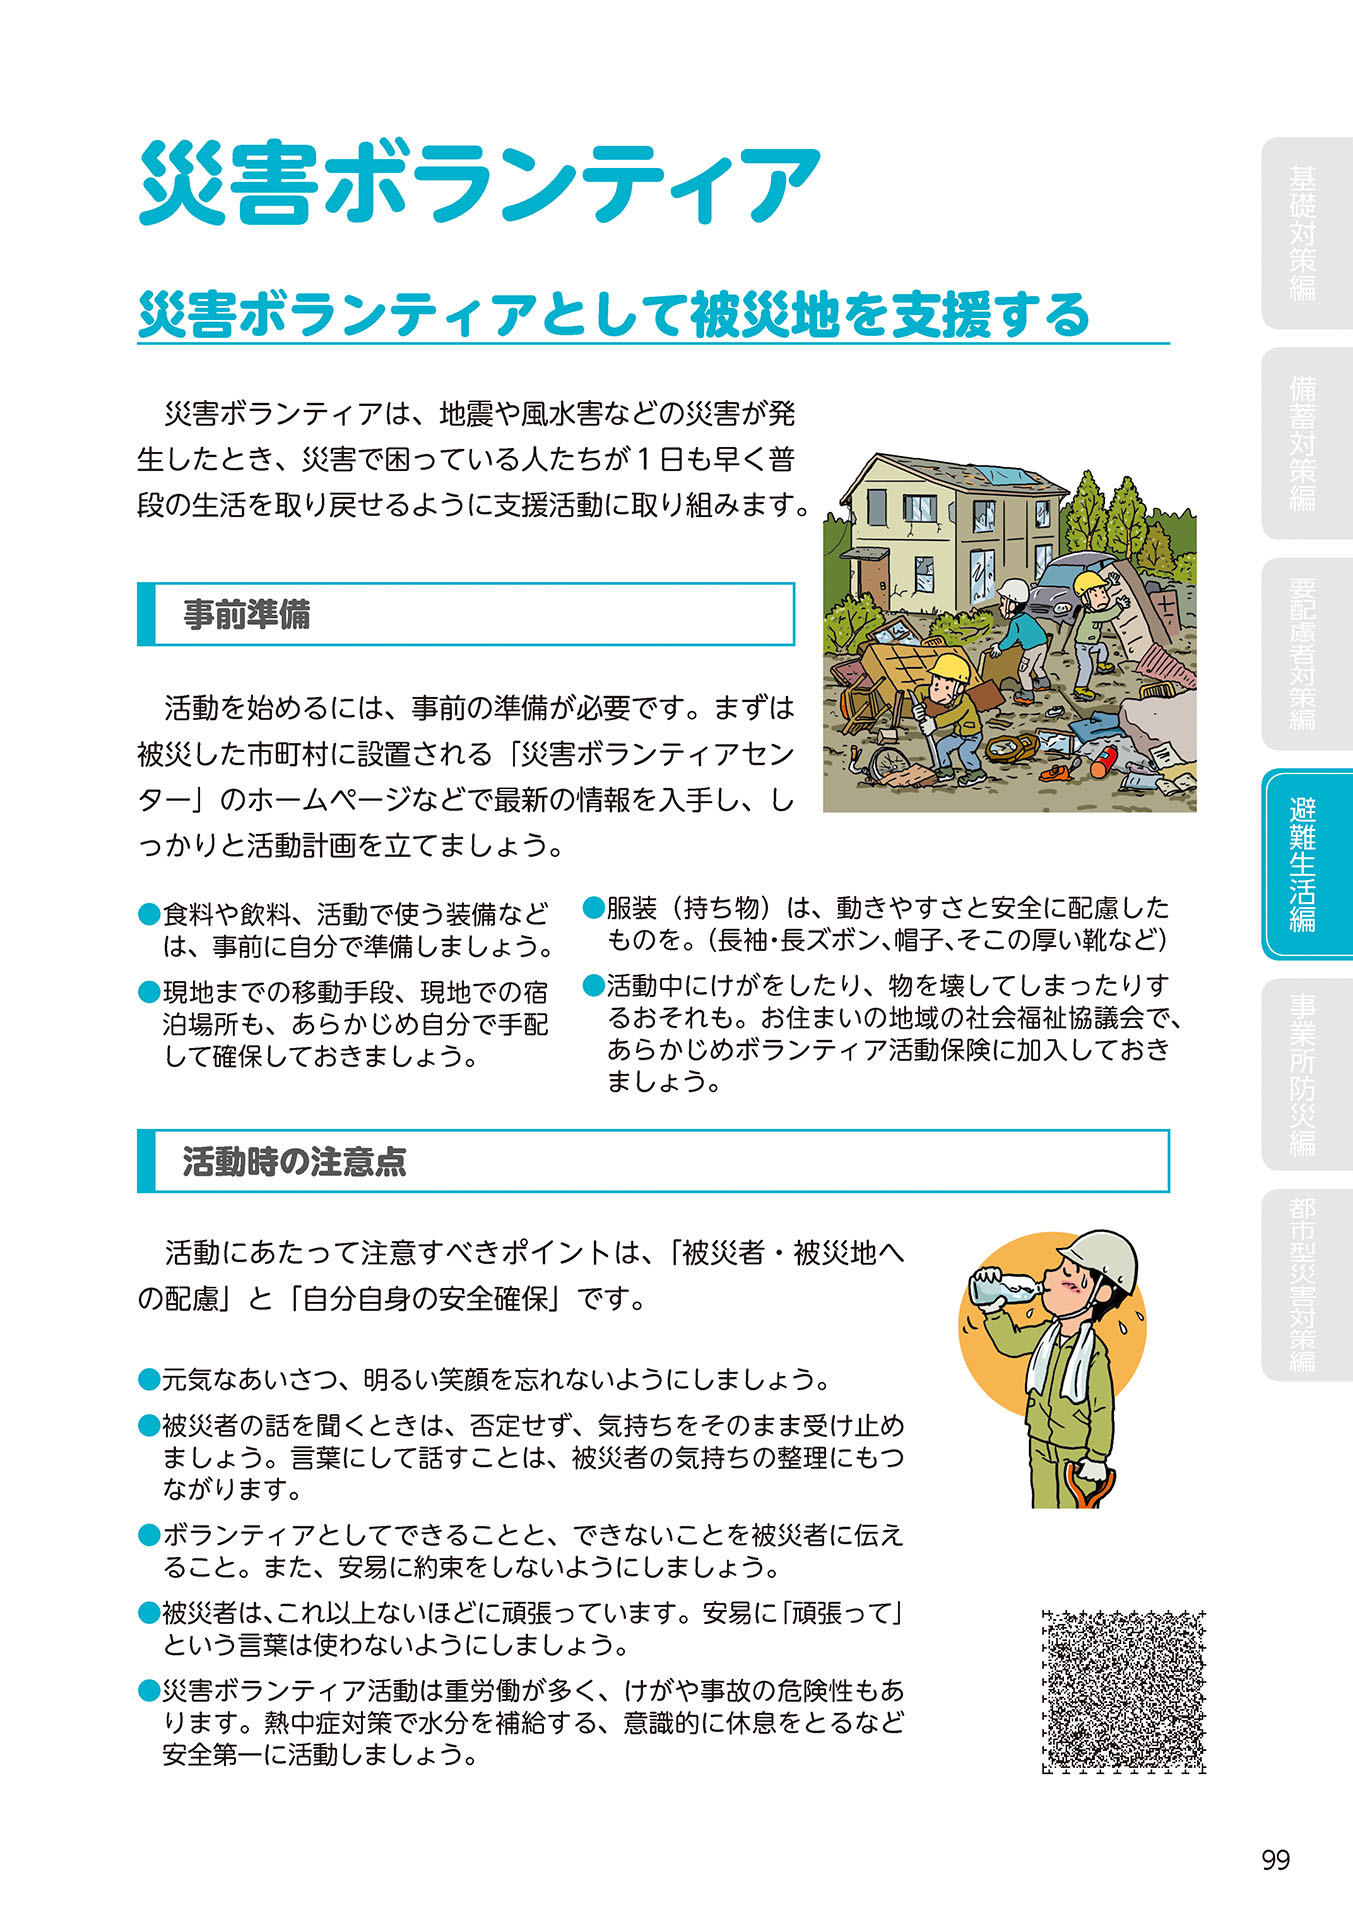 災害ボランティア
災害ボランティアとして被災地を支援する
災害ボランティアは、地震や風水害などの災害が発
生したとき、災害で困っている人たちが1日も早く普
段の生活を取り戻せるように支援活動に取り組みます。
事前準備
活動を始めるには、事前の準備が必要です。まずは
被災した市町村に設置される「災害ボランティアセン
ター」のホームページなどで最新の情報を入手し、し
っかりと活動計画を立てましょう。
●食料や飲料、活動で使う装備など
は、事前に自分で準備しましょう。
●現地までの移動手段、現地での宿
泊場所も、あらかじめ自分で手配
して確保しておきましょう。
●服装（持ち物）は、動きやすさと安全に配慮した
ものを。（長袖・長ズボン、帽子、そこの厚い靴など）
●活動中にけがをしたり、物を壊してしまったりす
るおそれも。お住まいの地域の社会福祉協議会で、
あらかじめボランティア活動保険に加入しておき
ましょう。
活動時の注意点
活動にあたって注意すべきポイントは、「被災者・被災地へ
の配慮」と「自分自身の安全確保」です。
●元気なあいさつ、明るい笑顔を忘れないようにしましょう。
●被災者の話を聞くときは、否定せず、気持ちをそのまま受け止め
ましょう。言葉にして話すことは、被災者の気持ちの整理にもつ
ながります。
●ボランティアとしてできることと、できないことを被災者に伝え
ること。また、安易に約束をしないようにしましょう。
●被災者は、これ以上ないほどに頑張っています。安易に「頑張って」
という言葉は使わないようにしましょう。
●災害ボランティア活動は重労働が多く、けがや事故の危険性もあ
ります。熱中症対策で水分を補給する、意識的に休息をとるなど
安全第一に活動しましょう。
基礎対策編
備蓄対策編
要配慮者対策編
避難生活編
事業所防災編
都市型災害対策編
99